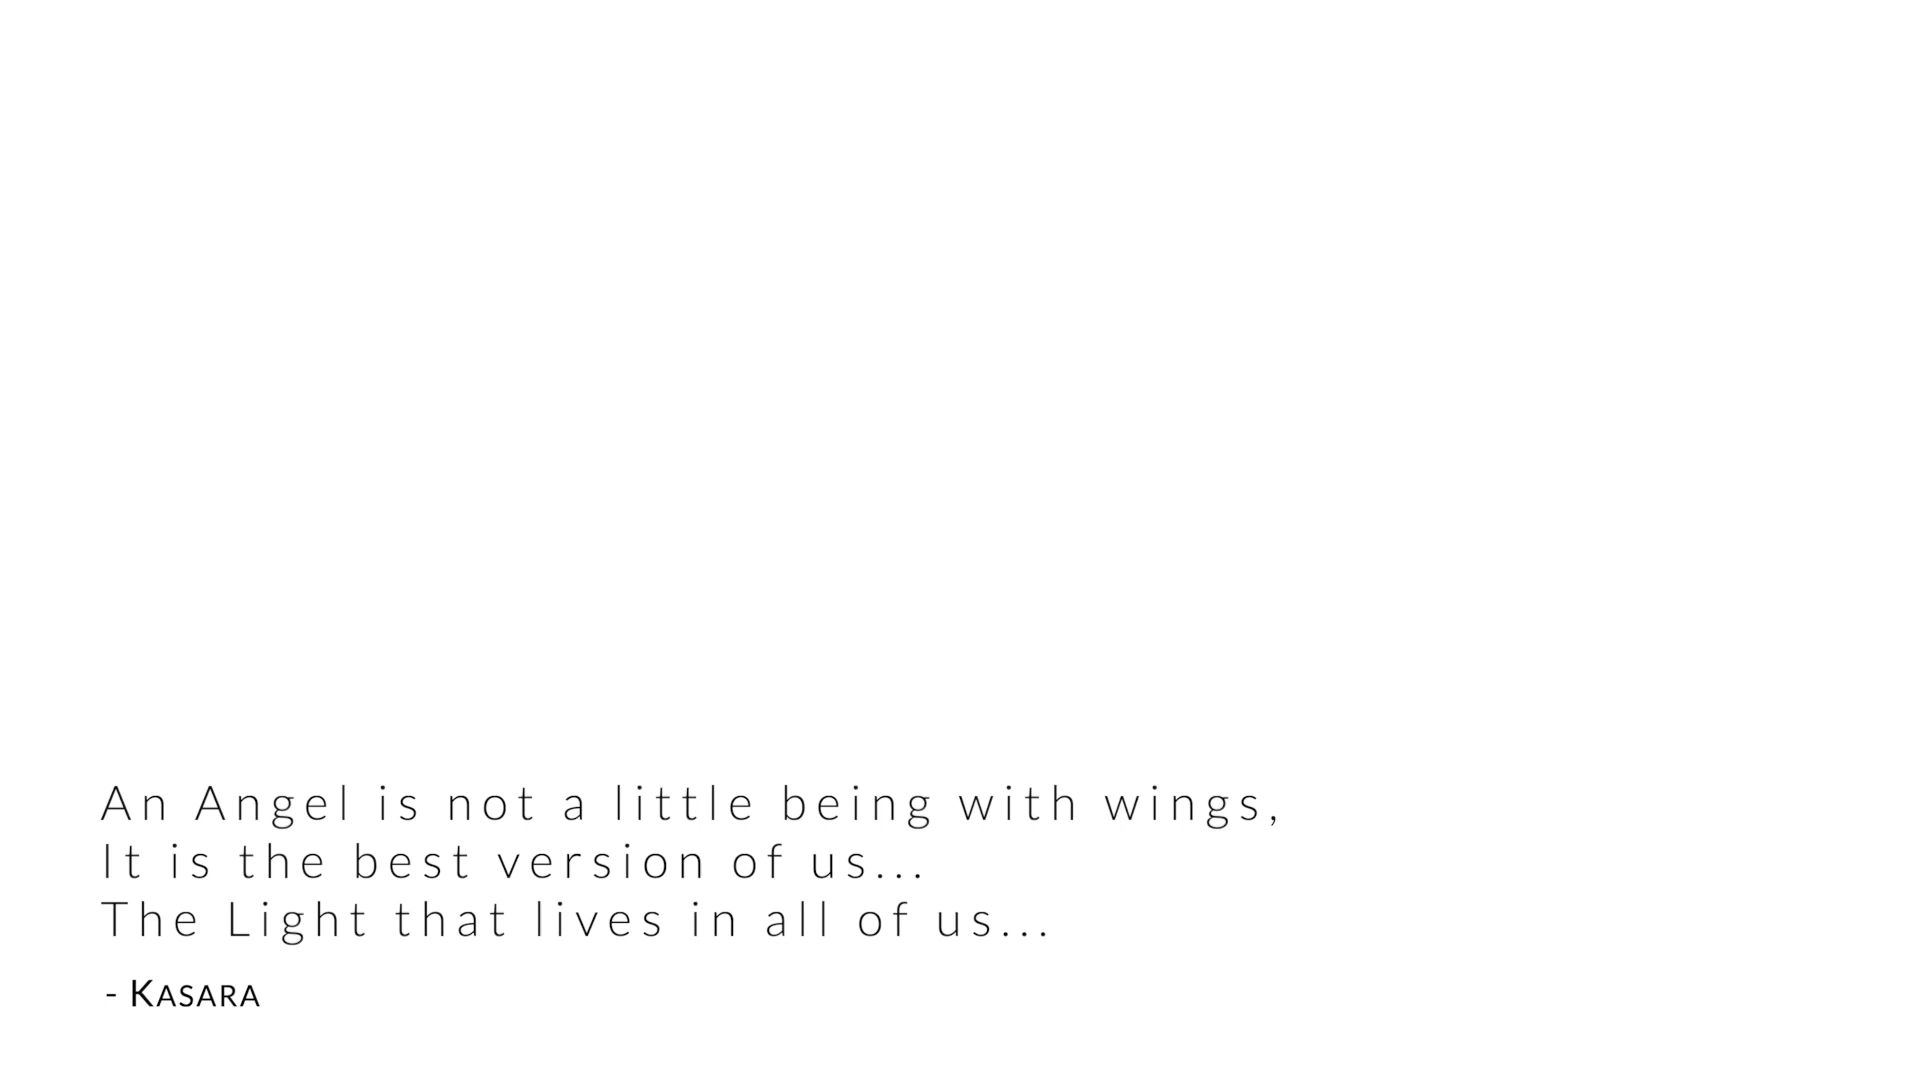 An Angel is not a little being with wings,
It is the best version of us...
The Light that lives in all of us...
- KASARA